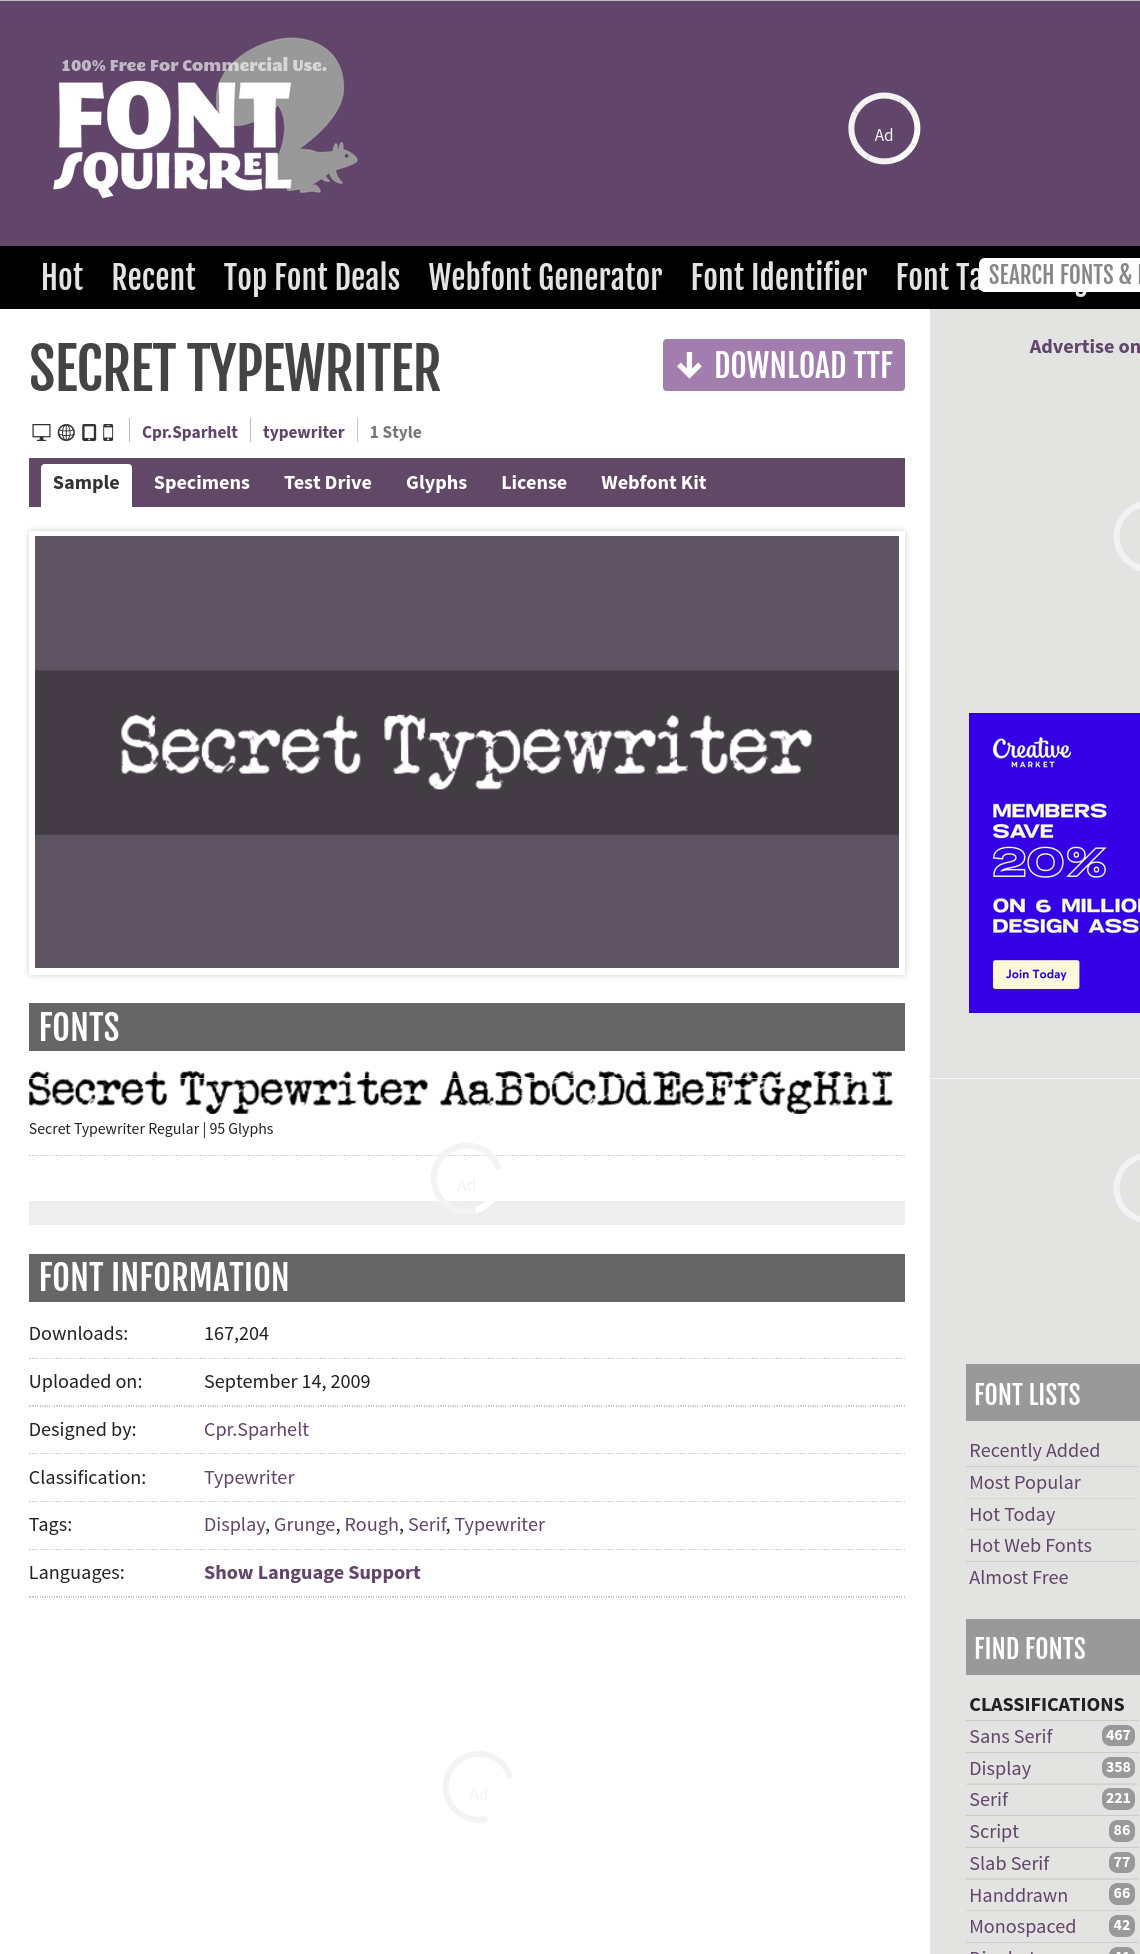 100% Free For Commercial Use.
FONT
SQUIRREL
Ad
Hot Recent Top Font Deals Webfont Generator Font Identifier Font Ta
SEARCH FONTS &
SECRET TYPEWRITER
DOWNLOAD TTF
Cpr.Sparhelt typewriter 1 Style
Sample Specimens Test Drive Glyphs License Webfont Kit
Secret Typewriter
FONTS
Secret Typewriter AaBbCcDdEeFfGgHhI
Secret Typewriter Regular | 95 Glyphs
Ad
FONT INFORMATION
Downloads: 167,204
Uploaded on: September 14, 2009
Designed by: Cpr.Sparhelt
Classification: Typewriter
Tags: Display, Grunge, Rough, Serif, Typewriter
Languages: Show Language Support
Ad
Advertise on
Creative
MARKET
MEMBERS
SAVE
20%
ON 6 MILLIO
DESIGN ASS
Join Today
FONT LISTS
Recently Added
Most Popular
Hot Today
Hot Web Fonts
Almost Free
FIND FONTS
CLASSIFICATIONS
Sans Serif 467
Display 358
Serif 221
Script 86
Slab Serif 77
Handdrawn 66
Monospaced 42